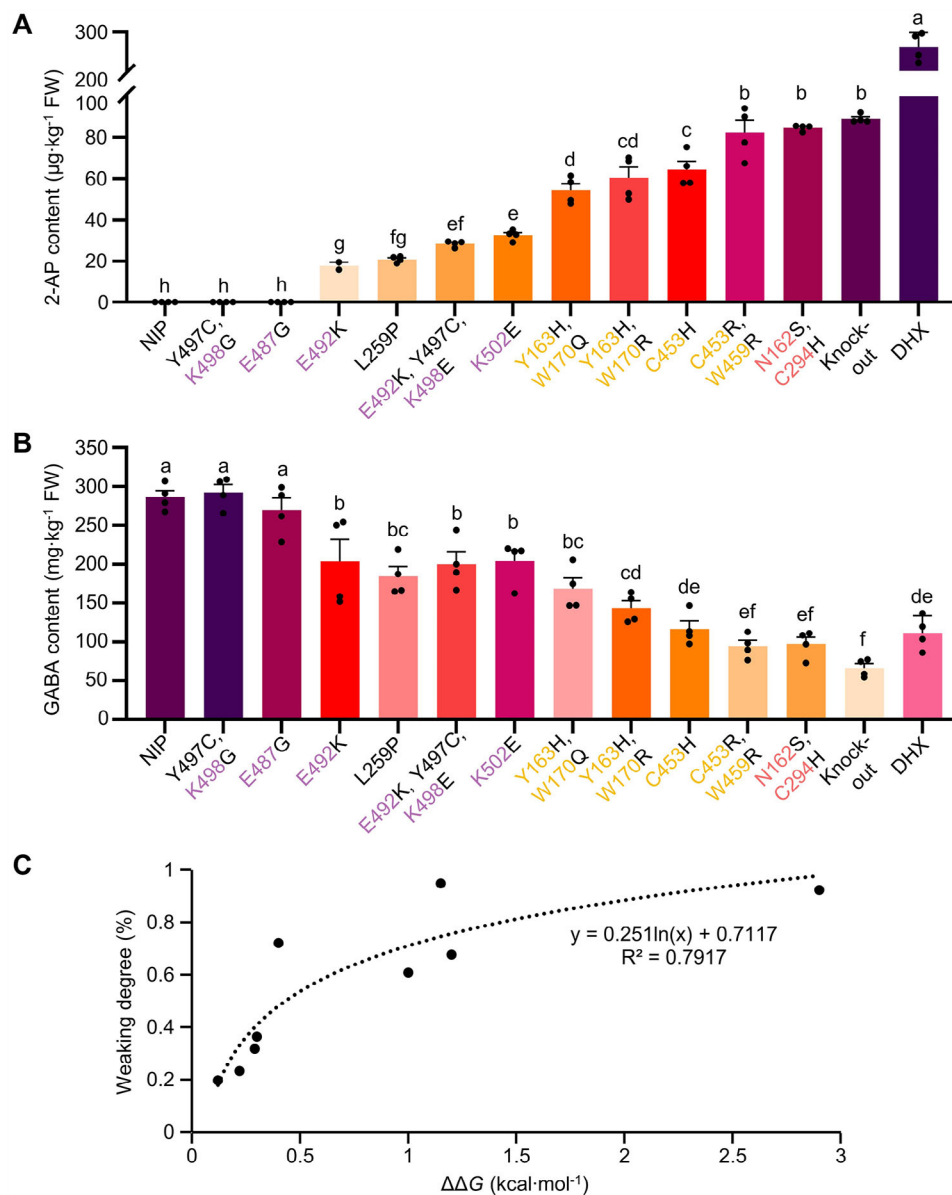 A
2-AP content (µg·kg⁻¹ FW)
300
200
100
80
60
40
20
0
h
h
h
g
fg
ef
e
d
cd
c
b
b
b
a
NIP
Y497C,
K498G
E487G
E492K
L259P
E492K, Y497C,
K498E
K502E
Y163H,
W170Q
Y163H,
W170R
C453H
C453R,
W459R
N162S,
C294H
Knock-
out
DHX
B
GABA content (mg·kg⁻¹ FW)
350
300
250
200
150
100
50
0
a
a
a
b
bc
b
b
bc
cd
de
ef
ef
f
de
NIP
Y497C,
K498G
E487G
E492K
L259P
E492K, Y497C,
K498E
K502E
Y163H,
W170Q
Y163H,
W170R
C453H
C453R,
W459R
N162S,
C294H
Knock-
out
DHX
C
Weaking degree (%)
1
0.8
0.6
0.4
0.2
0
y = 0.251ln(x) + 0.7117
R² = 0.7917
0
0.5
1
1.5
2
2.5
3
ΔΔG (kcal·mol⁻¹)